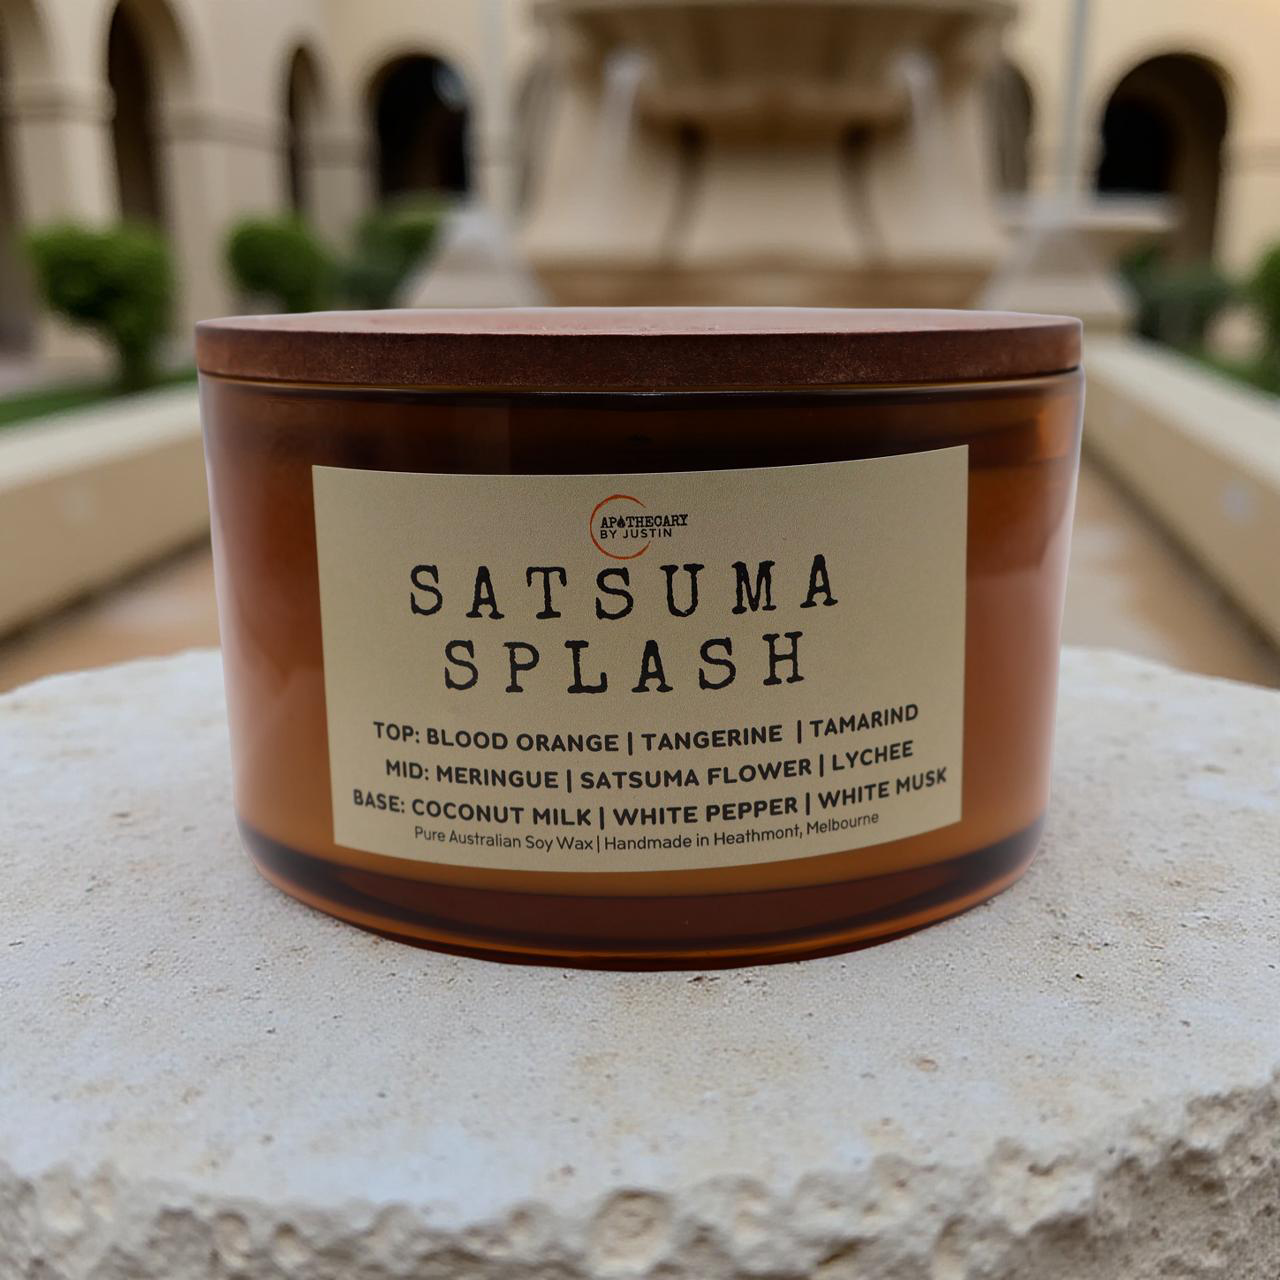 APOTHECARY
BY JUSTIN
SATSUMA
SPLASH
TOP: BLOOD ORANGE | TANGERINE | TAMARIND
MID: MERINGUE | SATSUMA FLOWER | LYCHEE
BASE: COCONUT MILK | WHITE PEPPER | WHITE MUSK
Pure Australian Soy Wax | Handmade in Heathmont, Melbourne